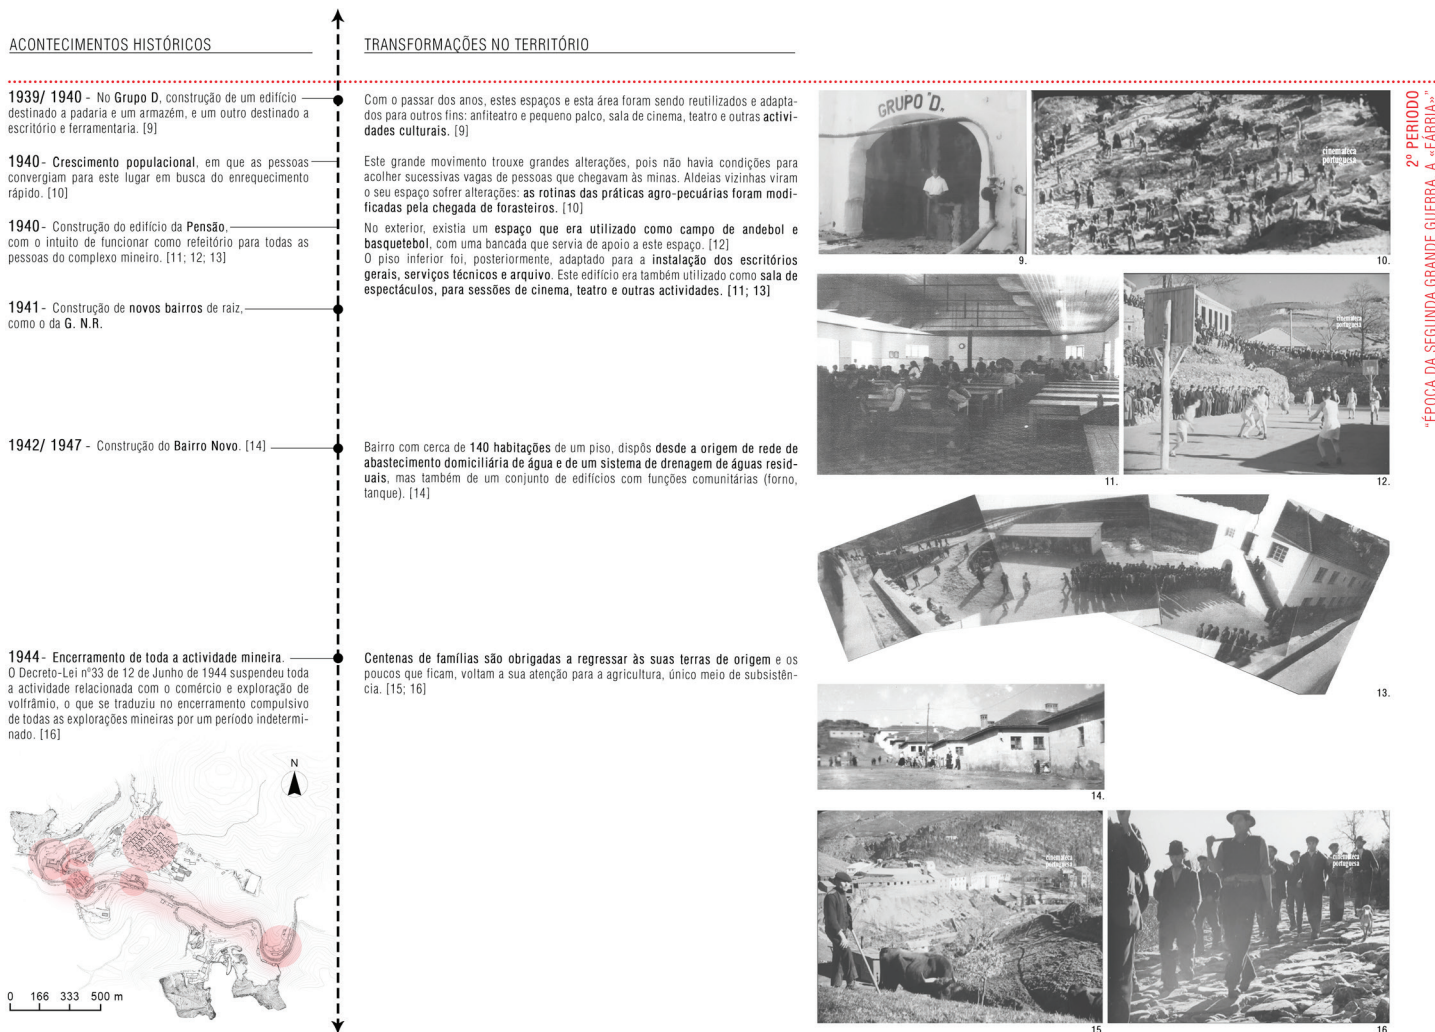 ACONTECIMENTOS HISTÓRICOS
TRANSFORMAÇÕES NO TERRITÓRIO
1939/ 1940 - No Grupo D, construção de um edifício
destinado a padaria e um armazém, e um outro destinado a
escritório e ferramentaria. [9]
Com o passar dos anos, estes espaços e esta área foram sendo reutilizados e adapta-
dos para outros fins: anfiteatro e pequeno palco, sala de cinema, teatro e outras activi-
dades culturais. [9]
1940- Crescimento populacional, em que as pessoas
convergiam para este lugar em busca do enrequecimento
rápido. [10]
Este grande movimento trouxe grandes alterações, pois não havia condições para
acolher sucessivas vagas de pessoas que chegavam às minas. Aldeias vizinhas viram
o seu espaço sofrer alterações: as rotinas das práticas agro-pecuárias foram modi-
ficadas pela chegada de forasteiros. [10]
1940- Construção do edifício da Pensão,
com o intuito de funcionar como refeitório para todas as
pessoas do complexo mineiro. [11; 12; 13]
No exterior, existia um espaço que era utilizado como campo de andebol e
basquetebol, com uma bancada que servia de apoio a este espaço. [12]
O piso inferior foi, posteriormente, adaptado para a instalação dos escritórios
gerais, serviços técnicos e arquivo. Este edifício era também utilizado como sala de
espectáculos, para sessões de cinema, teatro e outras actividades. [11; 13]
1941- Construção de novos bairros de raiz,
como o da G. N.R.
1942/ 1947 - Construção do Bairro Novo. [14]
Bairro com cerca de 140 habitações de um piso, dispôs desde a origem de rede de
abastecimento domiciliária de água e de um sistema de drenagem de águas resid-
uais, mas também de um conjunto de edifícios com funções comunitárias (forno,
tanque). [14]
1944- Encerramento de toda a actividade mineira.
O Decreto-Lei nº33 de 12 de Junho de 1944 suspendeu toda
a actividade relacionada com o comércio e exploração de
volfrâmio, o que se traduziu no encerramento compulsivo
de todas as explorações mineiras por um período indetermi-
nado. [16]
Centenas de famílias são obrigadas a regressar às suas terras de origem e os
poucos que ficam, voltam a sua atenção para a agricultura, único meio de subsistên-
cia. [15; 16]
N
0 166 333 500 m
GRUPO "D"
9.
cinemateca
portuguesa
10.
11.
cinemateca
portuguesa
12.
13.
14.
cinemateca
portuguesa
15.
cinemateca
portuguesa
16.
2º PERIODO
"ÉPOCA DA SEGUNDA GRANDE GUERRA A «FÁRRIA»"